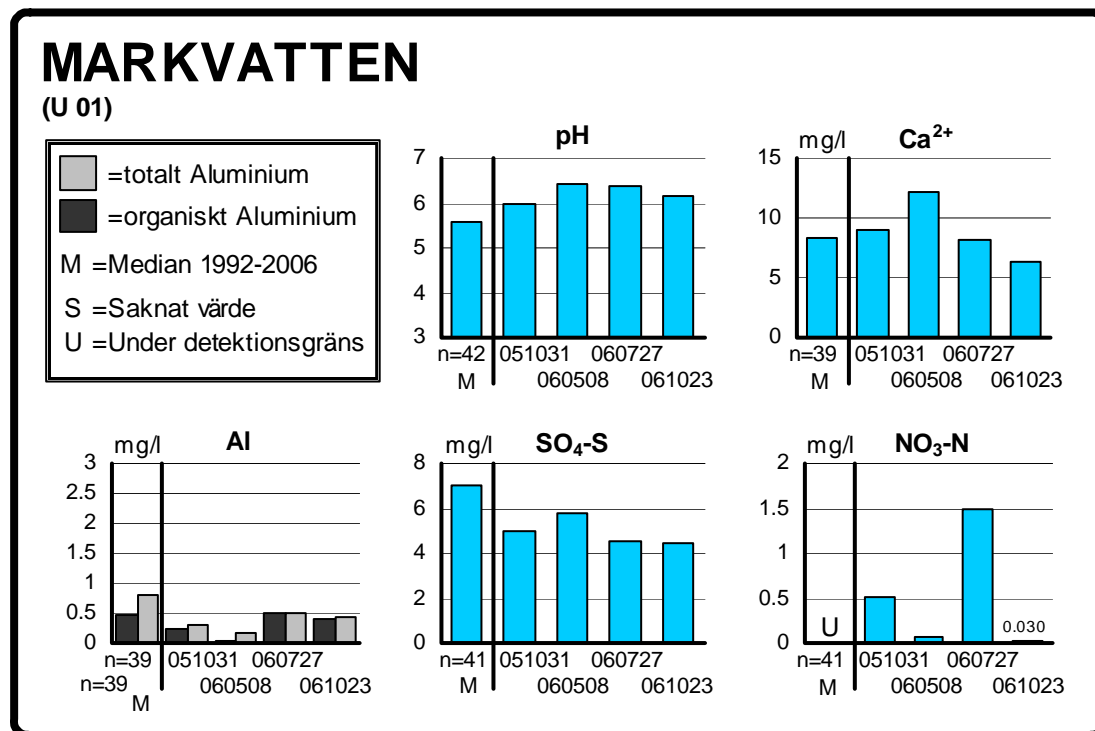 MARKVATTEN
(U 01)
=totalt Aluminium
=organiskt Aluminium
M =Median 1992-2006
S =Saknat värde
U =Under detektionsgräns
pH
7
6
5
4
3
n=42 051031 060727
M 060508 061023
mg/l Ca²⁺
15
10
5
0
n=39 051031 060727
M 060508 061023
mg/l Al
3
2.5
2
1.5
1
0.5
0
n=39 051031 060727
n=39 060508 061023
M
mg/l SO₄-S
8
6
4
2
0
n=41 051031 060727
M 060508 061023
mg/l NO₃-N
2
1.5
1
0.5
0
U
0.030
n=41 051031 060727
M 060508 061023